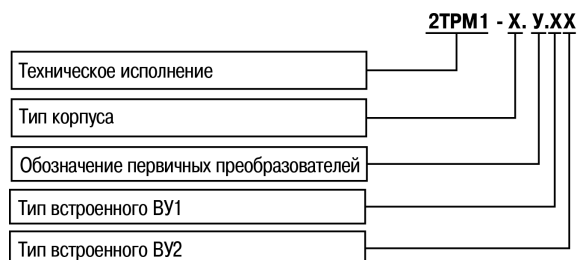 2ТРМ1 - Х. У.ХХ
Техническое исполнение
Тип корпуса
Обозначение первичных преобразователей
Тип встроенного ВУ1
Тип встроенного ВУ2